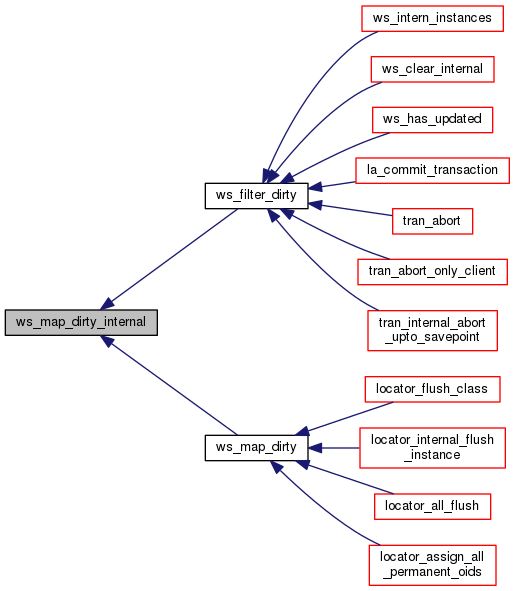 ws_intern_instances
ws_clear_internal
ws_has_updated
la_commit_transaction
ws_filter_dirty
tran_abort
tran_abort_only_client
tran_internal_abort
_upto_savepoint
ws_map_dirty_internal
locator_flush_class
locator_internal_flush
_instance
ws_map_dirty
locator_all_flush
locator_assign_all
_permanent_oids